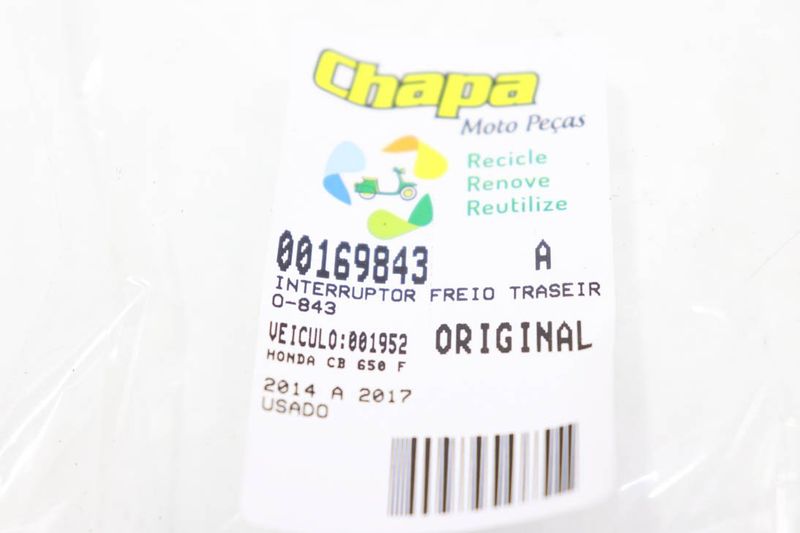 Chapa
Moto Peças
Recicle
Renove
Reutilize
00169843 A
INTERRUPTOR FREIO TRASEIR
O-843
VEICULO:001952 ORIGINAL
HONDA CB 650 F
2014 A 2017
USADO